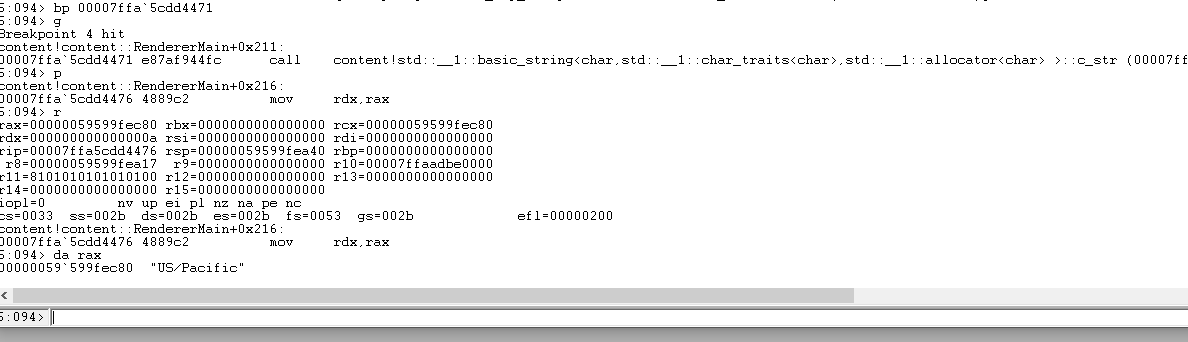 5:094> bp 00007ffa`5cdd4471
5:094> g
Breakpoint 4 hit
content!content::RendererMain+0x211:
00007ffa`5cdd4471 e87af944fc      call    content!std::__1::basic_string<char,std::__1::char_traits<char>,std::__1::allocator<char> >::c_str (00007ff
5:094> p
content!content::RendererMain+0x216:
00007ffa`5cdd4476 4889c2          mov     rdx,rax
5:094> r
rax=00000059599fec80 rbx=0000000000000000 rcx=00000059599fec80
rdx=000000000000000a rsi=0000000000000000 rdi=0000000000000000
rip=00007ffa5cdd4476 rsp=00000059599fea40 rbp=0000000000000000
r8=00000059599fea17  r9=0000000000000000 r10=00007ffaadbe0000
r11=8101010101010100 r12=0000000000000000 r13=0000000000000000
r14=0000000000000000 r15=0000000000000000
iopl=0         nv up ei pl nz na pe nc
cs=0033  ss=002b  ds=002b  es=002b  fs=0053  gs=002b             efl=00000200
content!content::RendererMain+0x216:
00007ffa`5cdd4476 4889c2          mov     rdx,rax
5:094> da rax
00000059`599fec80  "US/Pacific"
5:094>